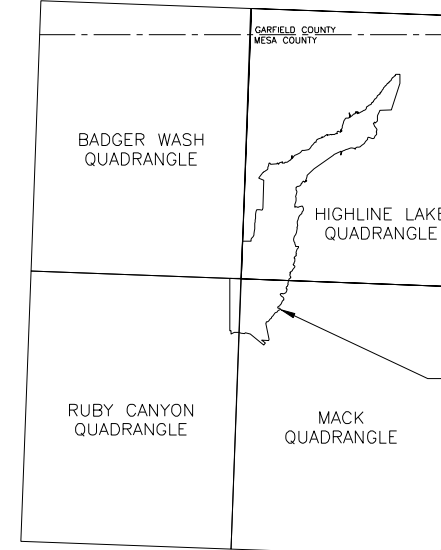 GARFIELD COUNTY
MESA COUNTY
BADGER WASH
QUADRANGLE
HIGHLINE LAKE
QUADRANGLE
RUBY CANYON
QUADRANGLE
MACK
QUADRANGLE